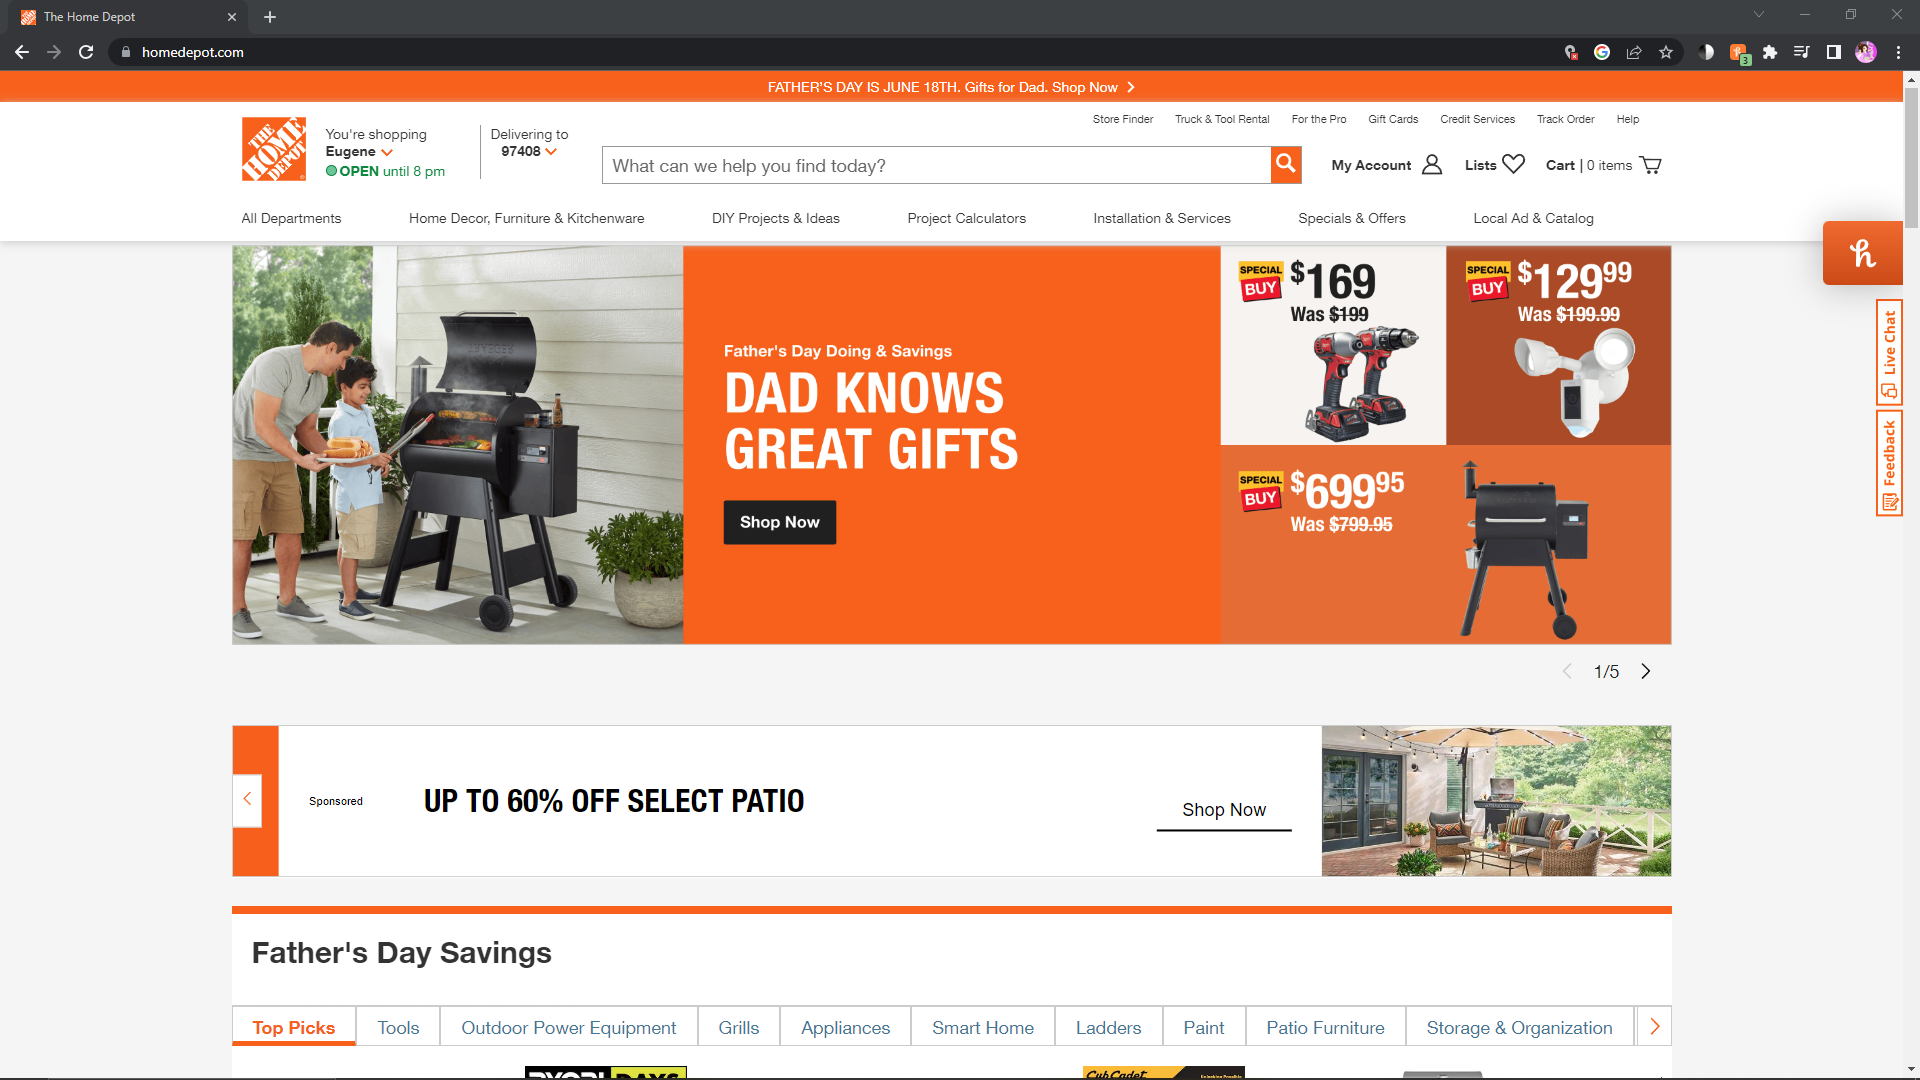 The Home Depot
homedepot.com
3
FATHER'S DAY IS JUNE 18TH. Gifts for Dad. Shop Now
Store Finder
Truck & Tool Rental
For the Pro
Gift Cards
Credit Services
Track Order
Help
THE HOME DEPOT
You're shopping
Eugene
OPEN until 8 pm
Delivering to
97408
What can we help you find today?
My Account
Lists
Cart | 0 items
All Departments
Home Decor, Furniture & Kitchenware
DIY Projects & Ideas
Project Calculators
Installation & Services
Specials & Offers
Local Ad & Catalog
TRAEGER
Father's Day Doing & Savings
DAD KNOWS
GREAT GIFTS
Shop Now
SPECIAL BUY $169
Was $199
SPECIAL BUY $129 99
Was $199.99
SPECIAL BUY $699 95
Was $799.95
h
Live Chat
Feedback
1/5
Sponsored
UP TO 60% OFF SELECT PATIO
Shop Now
Father's Day Savings
Top Picks
Tools
Outdoor Power Equipment
Grills
Appliances
Smart Home
Ladders
Paint
Patio Furniture
Storage & Organization
RYOBI DAYS
Cub Cadet